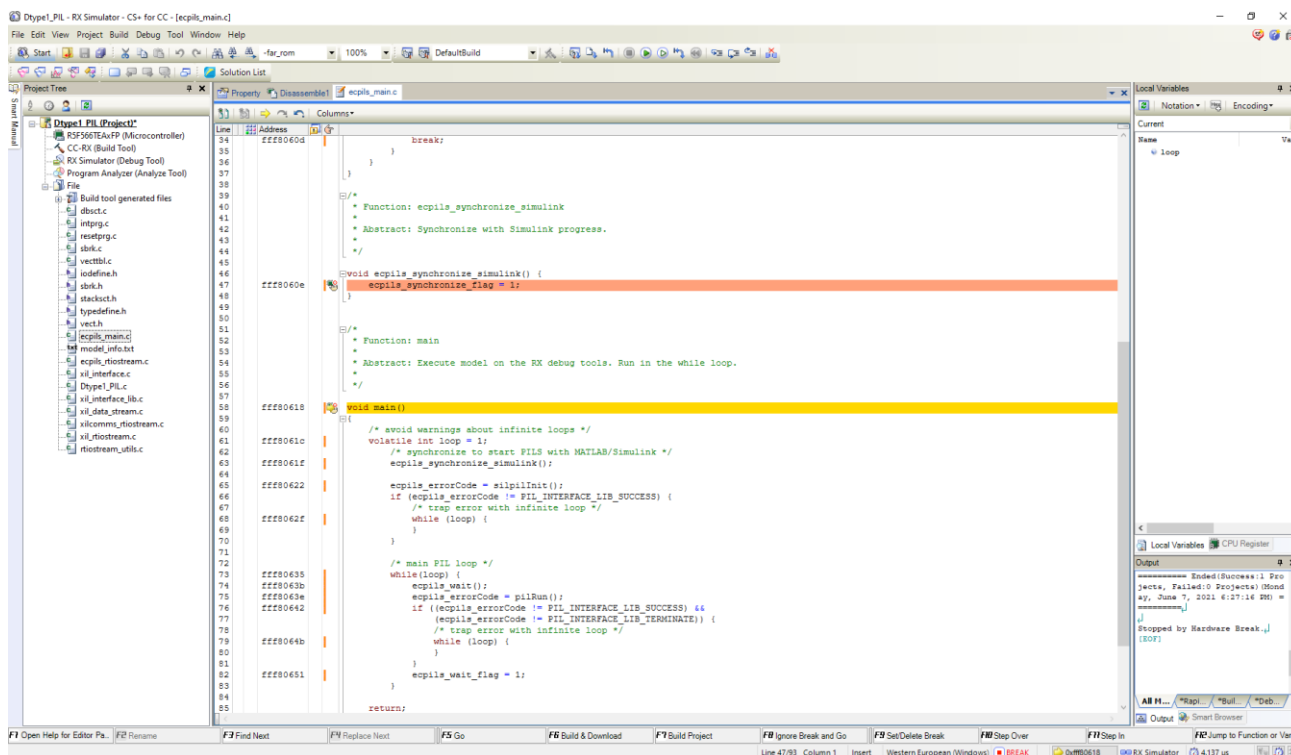 Dtype1_PIL - RX Simulator - CS+ for CC - [ecpils_main.c]
File Edit View Project Build Debug Tool Window Help
Start -far_rom 100% DefaultBuild
Solution List
Project Tree
Smart Manual
Dtype1_PIL (Project)*
R5F566TEAxFP (Microcontroller)
CC-RX (Build Tool)
RX Simulator (Debug Tool)
Program Analyzer (Analyze Tool)
File
Build tool generated files
dbsct.c
intprg.c
resetprg.c
sbrk.c
vecttbl.c
iodefine.h
sbrk.h
stacksct.h
typedefine.h
vect.h
ecpils_main.c
model_info.txt
ecpils_rtiostream.c
xil_interface.c
Dtype1_PIL.c
xil_interface_lib.c
xil_data_stream.c
xilcomms_rtiostream.c
xil_rtiostream.c
rtiostream_utils.c
Property Disassemble1 ecpils_main.c
Columns
Line Address
34 fff8060d break;
35 }
36 }
37 }
38
39 /*
40 * Function: ecpils_synchronize_simulink
41 *
42 * Abstract: Synchronize with Simulink progress.
43 *
44 */
45
46 void ecpils_synchronize_simulink() {
47 fff8060e ecpils_synchronize_flag = 1;
48 }
49
50
51 /*
52 * Function: main
53 *
54 * Abstract: Execute model on the RX debug tools. Run in the while loop.
55 *
56 */
57
58 fff80618 void main()
59 {
60 /* avoid warnings about infinite loops */
61 fff8061c volatile int loop = 1;
62 /* synchronize to start PILS with MATLAB/Simulink */
63 fff8061f ecpils_synchronize_simulink();
64
65 fff80622 ecpils_errorCode = silpilInit();
66 if (ecpils_errorCode != PIL_INTERFACE_LIB_SUCCESS) {
67 /* trap error with infinite loop */
68 fff8062f while (loop) {
69 }
70 }
71
72 /* main PIL loop */
73 fff80635 while(loop) {
74 fff8063b ecpils_wait();
75 fff8063e ecpils_errorCode = pilRun();
76 fff80642 if ((ecpils_errorCode != PIL_INTERFACE_LIB_SUCCESS) &&
77 (ecpils_errorCode != PIL_INTERFACE_LIB_TERMINATE)) {
78 /* trap error with infinite loop */
79 fff8064b while (loop) {
80 }
81 }
82 fff80651 ecpils_wait_flag = 1;
83 }
84
85 return;
Local Variables
Notation Encoding
Current
Name Va
loop
Local Variables CPU Register
Output
========== Ended(Success:1 Pro
jects, Failed:0 Projects)(Mond
ay, June 7, 2021 6:27:16 PM) =
=========
Stopped by Hardware Break.
[EOF]
All M... *Rapi... *Buil... *Deb...
Output Smart Browser
F1 Open Help for Editor Pa.. F2 Rename F3 Find Next F4 Replace Next F5 Go F6 Build & Download F7 Build Project F8 Ignore Break and Go F9 Set/Delete Break F10 Step Over F11 Step In F12 Jump to Function or Var
Line 47/93 Column 1 Insert Western European (Windows) BREAK 0xfff80618 RX Simulator 4.137 us